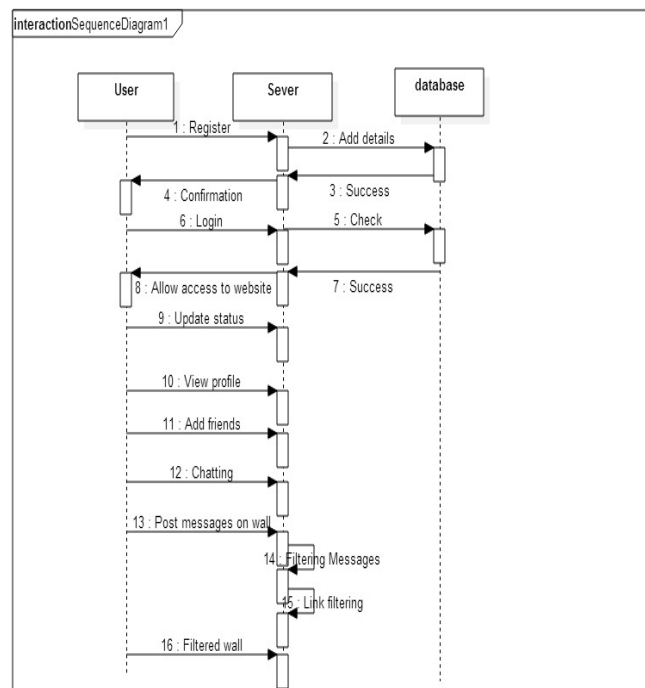 interactionSequenceDiagram1
User
Sever
database
1 : Register
2 : Add details
3 : Success
4 : Confirmation
6 : Login
5 : Check
8 : Allow access to website
7 : Success
9 : Update status
10 : View profile
11 : Add friends
12 : Chatting
13 : Post messages on wall
14 : Filtering Messages
15 : Link filtering
16 : Filtered wall